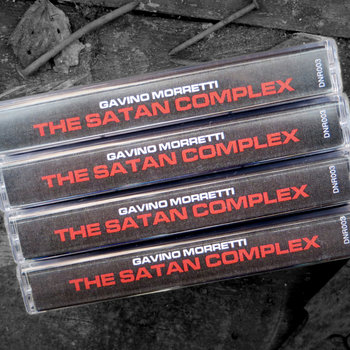 GAVINO MORRETTI
THE SATAN COMPLEX
DNR003
GAVINO MORRETTI
THE SATAN COMPLEX
DNR003
GAVINO MORRETTI
THE SATAN COMPLEX
DNR003
GAVINO MORRETTI
THE SATAN COMPLEX
DNR003